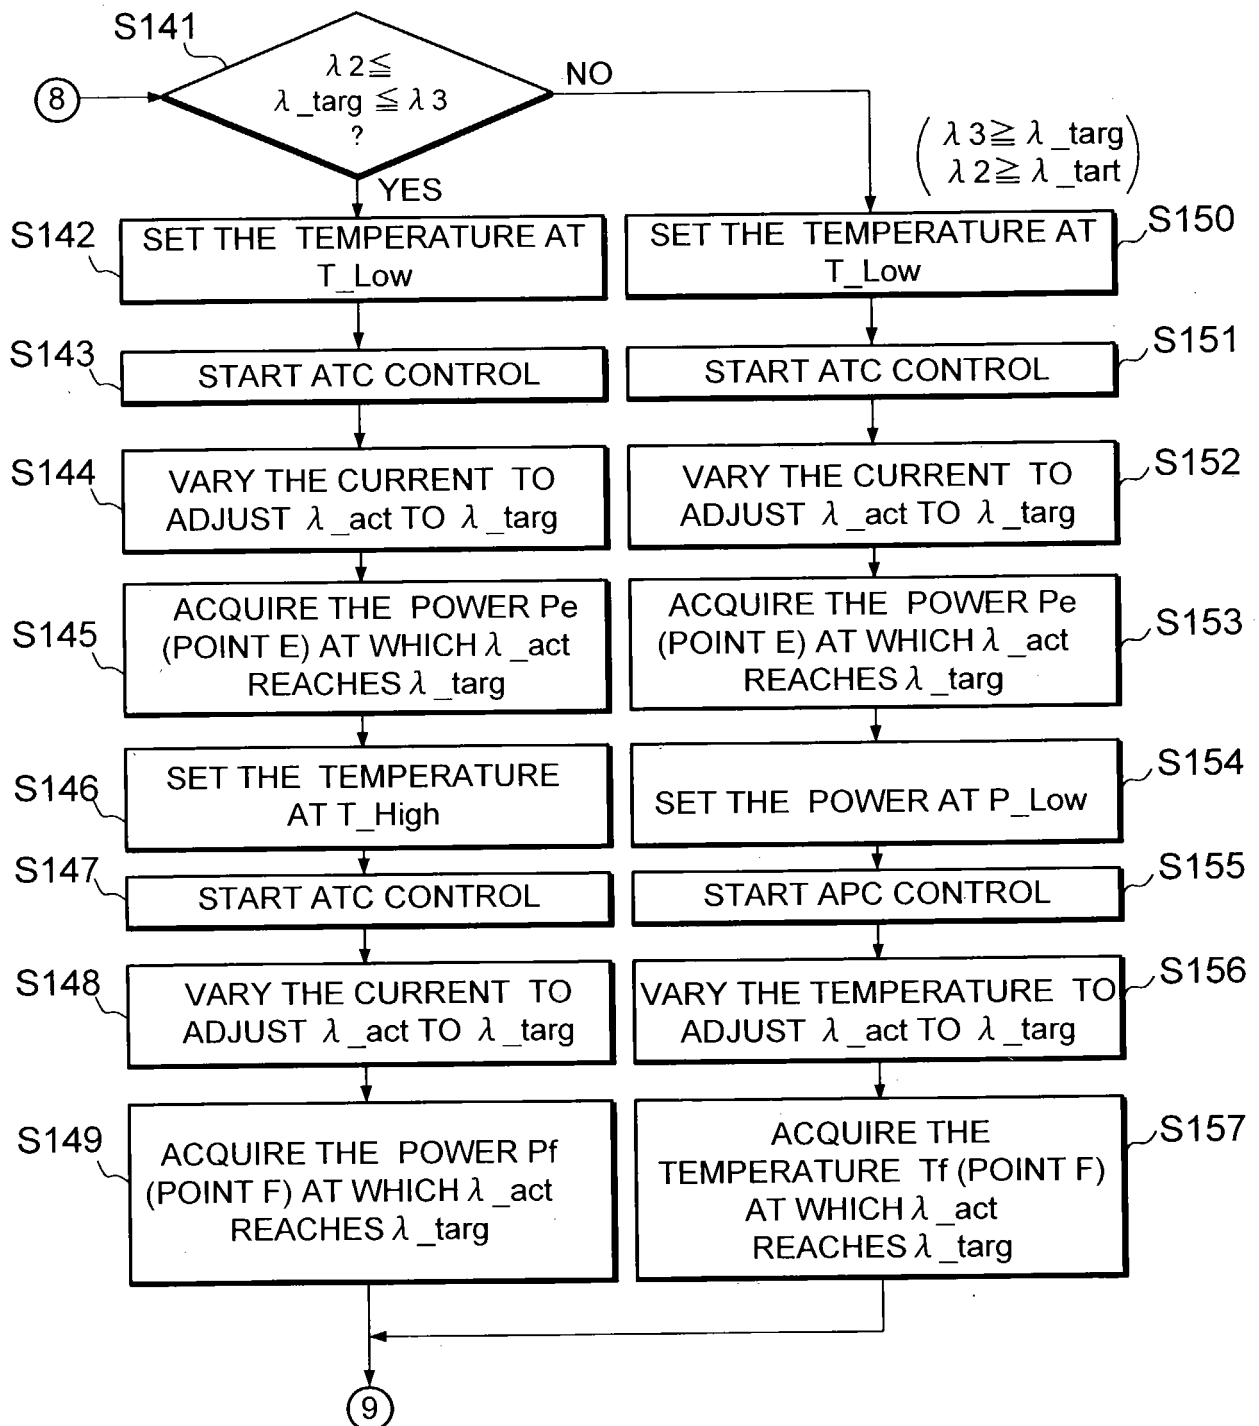 S141
8
λ2≦
λ_targ ≦ λ3
?
NO
YES
(λ3≧λ_targ
λ2≧λ_tart)
S142
SET THE TEMPERATURE AT
T_Low
S143
START ATC CONTROL
S144
VARY THE CURRENT TO
ADJUST λ_act TO λ_targ
S145
ACQUIRE THE POWER Pe
(POINT E) AT WHICH λ_act
REACHES λ_targ
S146
SET THE TEMPERATURE
AT T_High
S147
START ATC CONTROL
S148
VARY THE CURRENT TO
ADJUST λ_act TO λ_targ
S149
ACQUIRE THE POWER Pf
(POINT F) AT WHICH λ_act
REACHES λ_targ
S150
SET THE TEMPERATURE AT
T_Low
S151
START ATC CONTROL
S152
VARY THE CURRENT TO
ADJUST λ_act TO λ_targ
S153
ACQUIRE THE POWER Pe
(POINT E) AT WHICH λ_act
REACHES λ_targ
S154
SET THE POWER AT P_Low
S155
START APC CONTROL
S156
VARY THE TEMPERATURE TO
ADJUST λ_act TO λ_targ
S157
ACQUIRE THE
TEMPERATURE Tf (POINT F)
AT WHICH λ_act
REACHES λ_targ
9